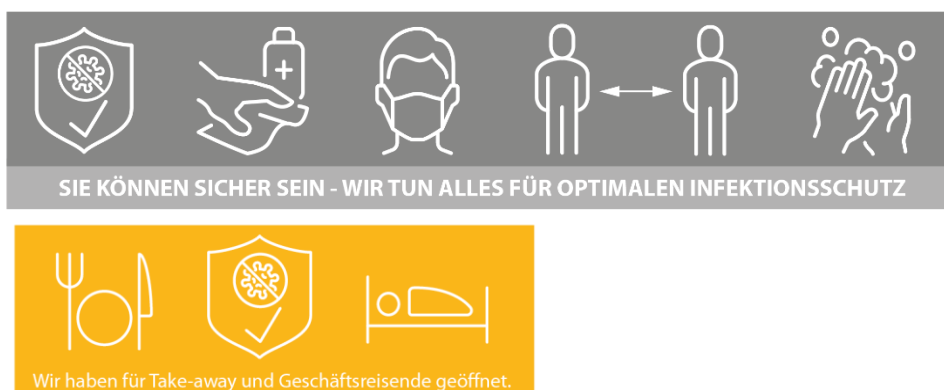 SIE KÖNNEN SICHER SEIN - WIR TUN ALLES FÜR OPTIMALEN INFEKTIONSSCHUTZ
Wir haben für Take-away und Geschäftsreisende geöffnet.